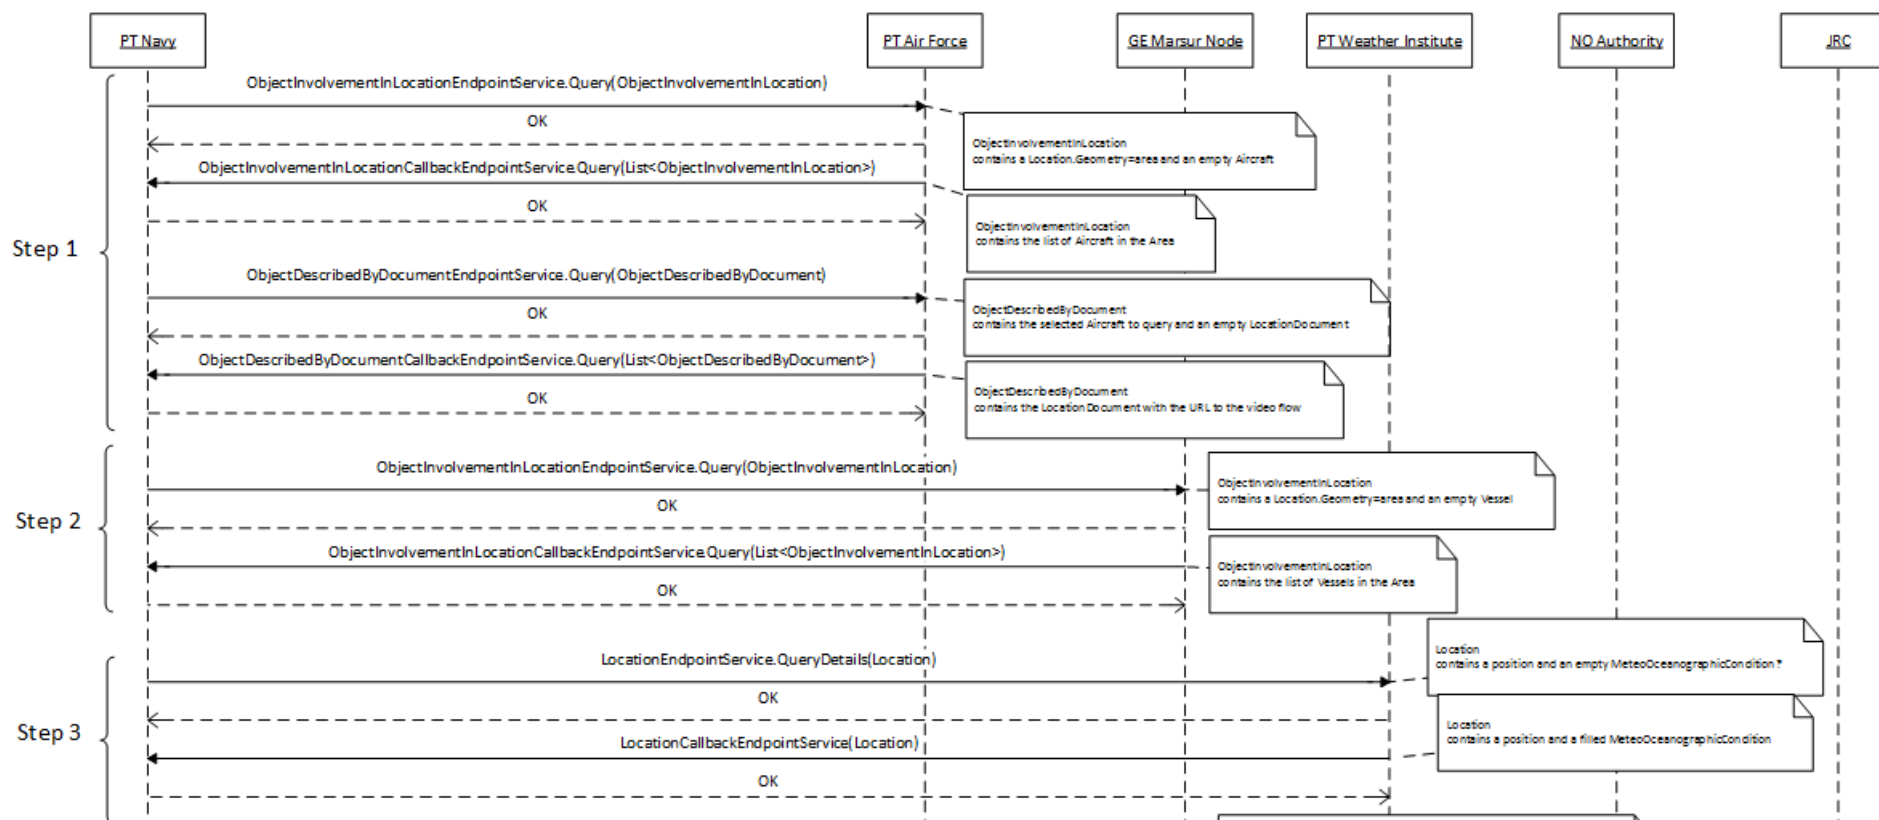 PT Navy
PT Air Force
GE Marsur Node
PT Weather Institute
NO Authority
JRC
ObjectInvolvementInLocationEndpointService.Query(ObjectInvolvementInLocation)
OK
ObjectInvolvementInLocation
contains a Location.Geometry=area and an empty Aircraft
ObjectInvolvementInLocationCallbackEndpointService.Query(List<ObjectInvolvementInLocation>)
OK
ObjectInvolvementInLocation
contains the list of Aircraft in the Area
Step 1
ObjectDescribedByDocumentEndpointService.Query(ObjectDescribedByDocument)
OK
ObjectDescribedByDocument
contains the selected Aircraft to query and an empty LocationDocument
ObjectDescribedByDocumentCallbackEndpointService.Query(List<ObjectDescribedByDocument>)
OK
ObjectDescribedByDocument
contains the LocationDocument with the URL to the video flow
ObjectInvolvementInLocationEndpointService.Query(ObjectInvolvementInLocation)
OK
ObjectInvolvementInLocation
contains a Location.Geometry=area and an empty Vessel
Step 2
ObjectInvolvementInLocationCallbackEndpointService.Query(List<ObjectInvolvementInLocation>)
OK
ObjectInvolvementInLocation
contains the list of Vessels in the Area
LocationEndpointService.QueryDetails(Location)
OK
Location
contains a position and an empty MeteoOceanographicCondition?
Step 3
LocationCallbackEndpointService(Location)
OK
Location
contains a position and a filled MeteoOceanographicCondition